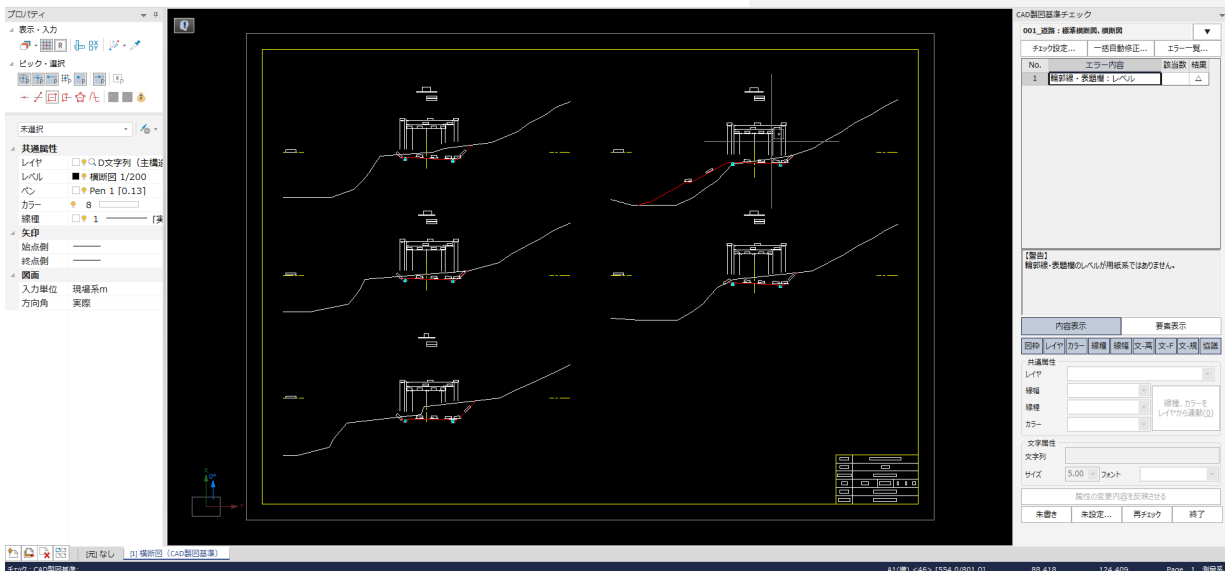 プロパティ
表示・入力
R
ピック・選択
未選択
共通属性
レイヤ D文字列（主構造
レベル 横断図 1/200
ペン Pen 1 [0.13]
カラー 8
線種 1 [実
矢印
始点側
終点側
図面
入力単位 現場系m
方向角 実際
Q
X
0°
Y
[元] なし [1] 横断図（CAD製図基準）
チェック：CAD製図基準:
A1(横) <46> [554.0/801.0] 88.418 124.409 Page 1 測量系
CAD製図基準チェック
001_道路：標準横断図、横断図
チェック設定... 一括自動修正... エラー一覧...
No. エラー内容 該当数 結果
1 輪郭線・表題欄：レベル △
【警告】
輪郭線・表題欄のレベルが用紙系ではありません。
内容表示 要素表示
図枠 レイヤ カラー 線種 線幅 文-高 文-F 文-規 協議
共通属性
レイヤ
線幅
線種
カラー
線種、カラーを
レイヤから連動(O)
文字属性
文字列
サイズ 5.00 フォント
属性の変更内容を反映させる
朱書き 朱設定... 再チェック 終了